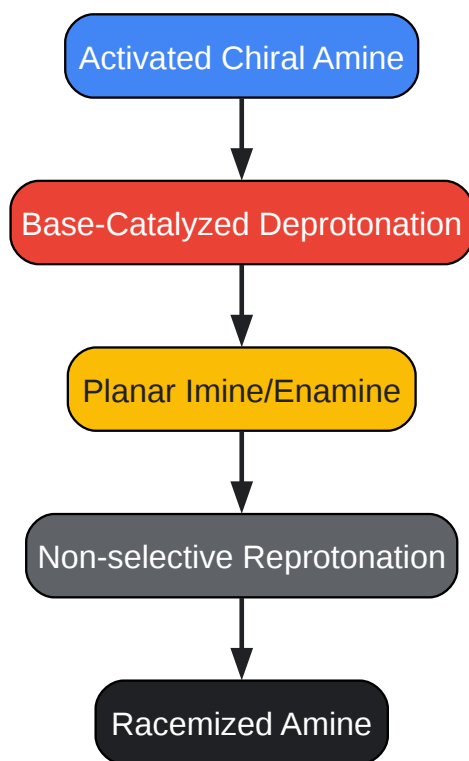 Activated Chiral Amine
Base-Catalyzed Deprotonation
Planar Imine/Enamine
Non-selective Reprotonation
Racemized Amine